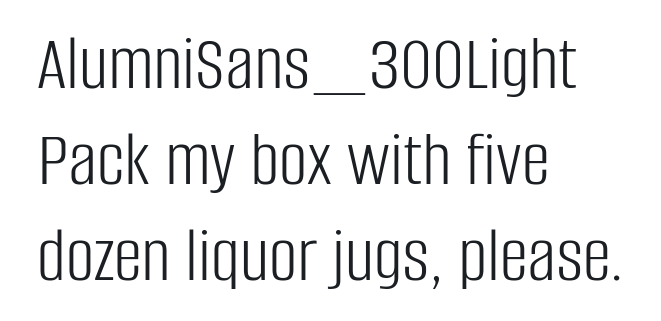 AlumniSans__300Light
Pack my box with five
dozen liquor jugs, please.